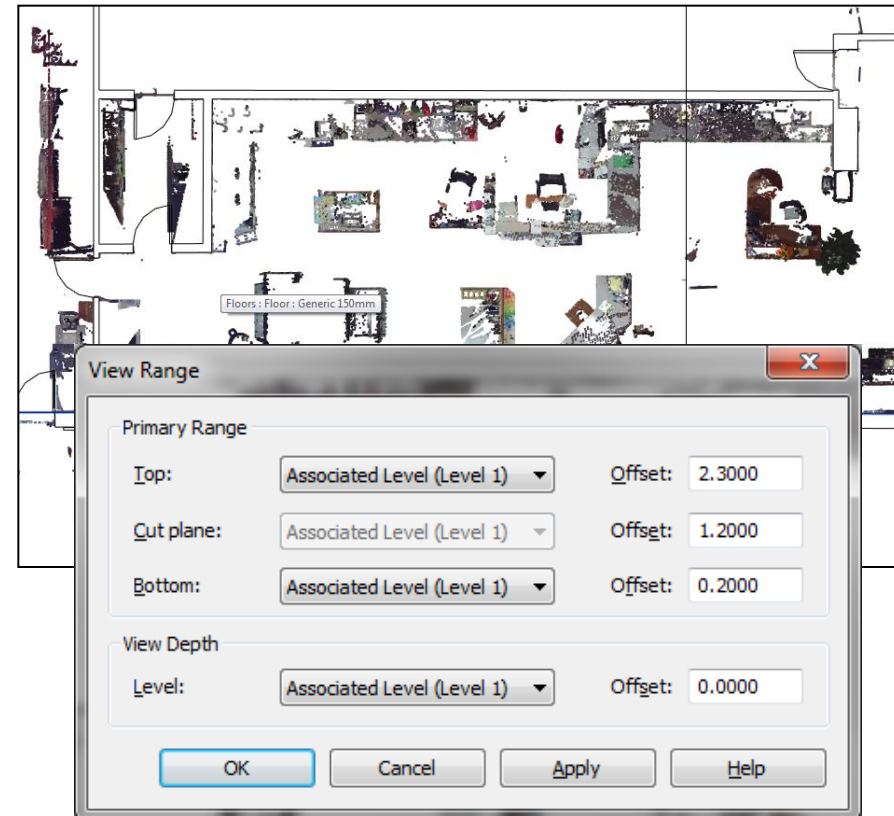 Floors : Floor : Generic 150mm
View Range
Primary Range
Top: Associated Level (Level 1) Offset: 2.3000
Cut plane: Associated Level (Level 1) Offset: 1.2000
Bottom: Associated Level (Level 1) Offset: 0.2000
View Depth
Level: Associated Level (Level 1) Offset: 0.0000
OK Cancel Apply Help